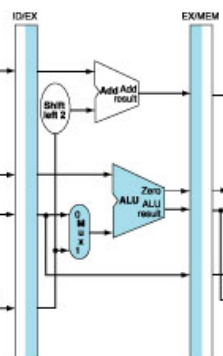 ID/EX
EX/MEM
Add Add
result
Shift
left 2
Zero
ALU ALU
result
0
M
u
x
1